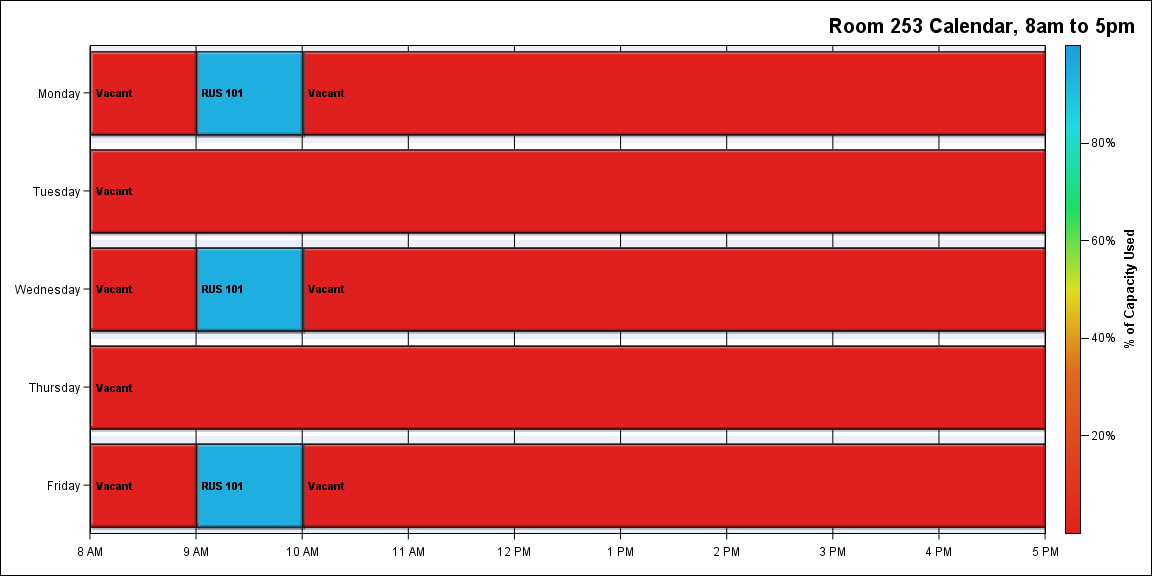 Room 253 Calendar, 8am to 5pm
Monday
Vacant
RUS 101
Vacant
Tuesday
Vacant
Wednesday
Vacant
RUS 101
Vacant
Thursday
Vacant
Friday
Vacant
RUS 101
Vacant
8 AM 9 AM 10 AM 11 AM 12 PM 1 PM 2 PM 3 PM 4 PM 5 PM
80%
60%
40%
20%
% of Capacity Used